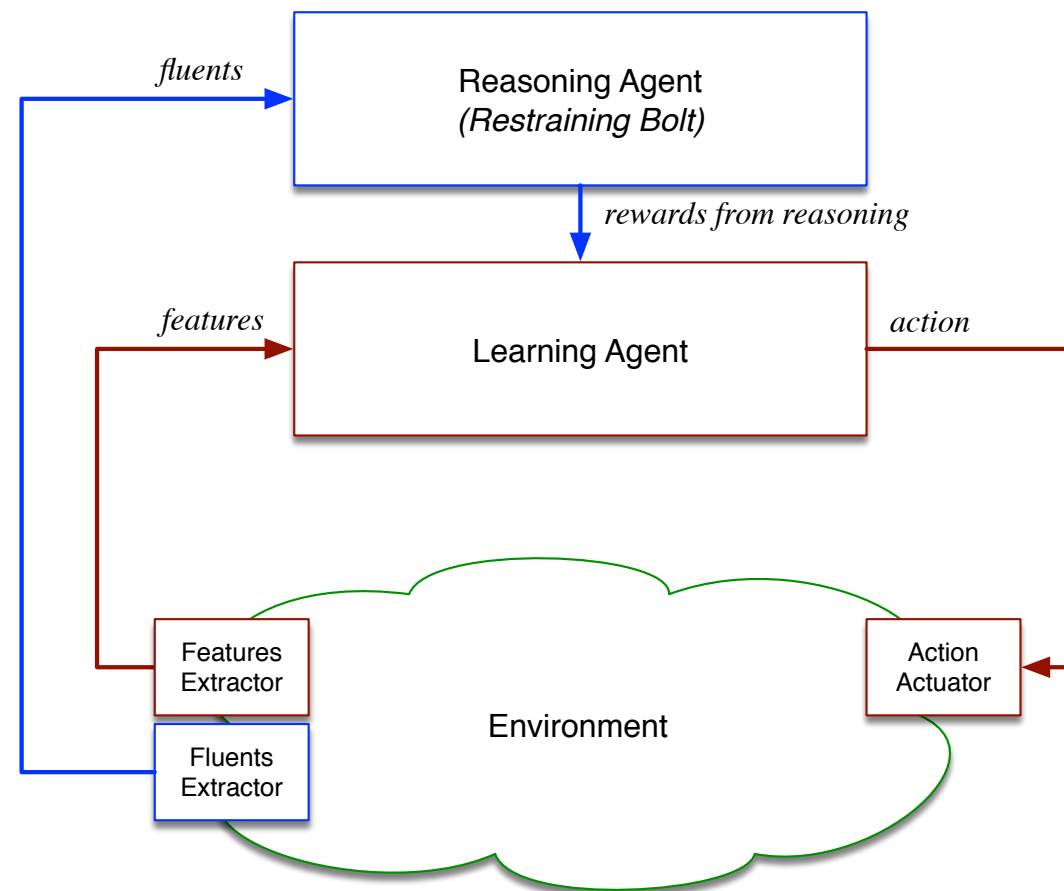 fluents
Reasoning Agent
(Restraining Bolt)
rewards from reasoning
features
Learning Agent
action
Features
Extractor
Action
Actuator
Environment
Fluents
Extractor